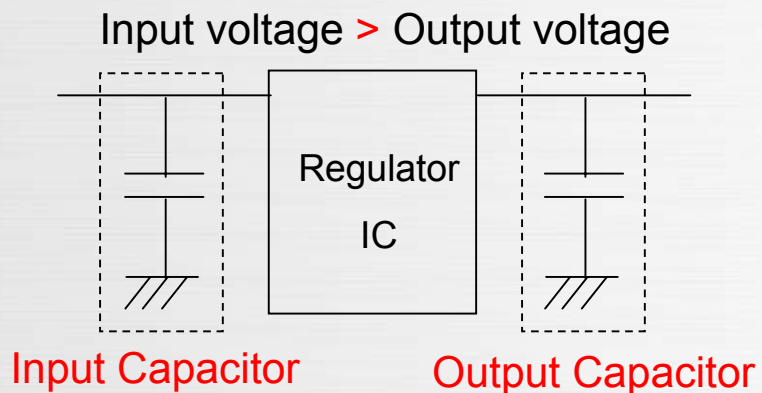 Input voltage > Output voltage
Regulator
IC
Input Capacitor
Output Capacitor